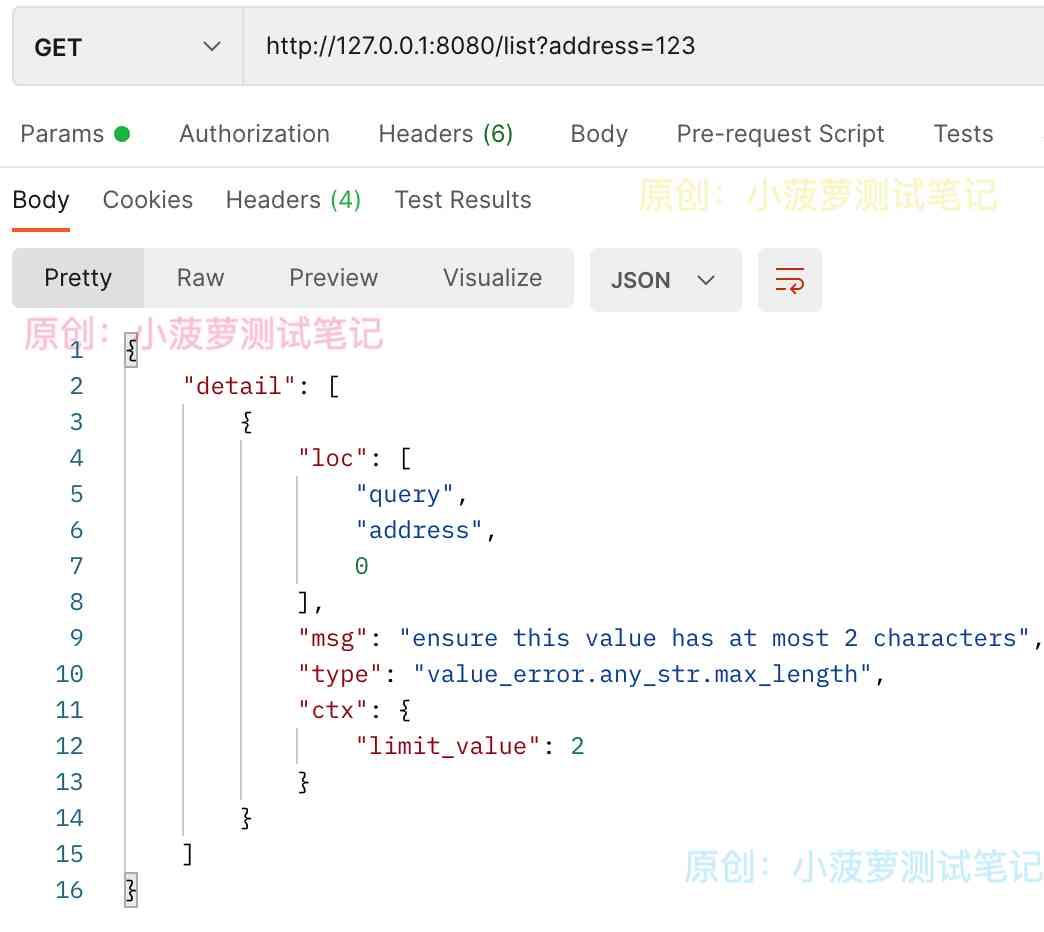 GET http://127.0.0.1:8080/list?address=123
Params Authorization Headers (6) Body Pre-request Script Tests
Body Cookies Headers (4) Test Results
原创：小菠萝测试笔记
Pretty Raw Preview Visualize JSON
原创：小菠萝测试笔记
1 {
2 "detail": [
3 {
4 "loc": [
5 "query",
6 "address",
7 0
8 ],
9 "msg": "ensure this value has at most 2 characters",
10 "type": "value_error.any_str.max_length",
11 "ctx": {
12 "limit_value": 2
13 }
14 }
15 ]
原创：小菠萝测试笔记
16 }